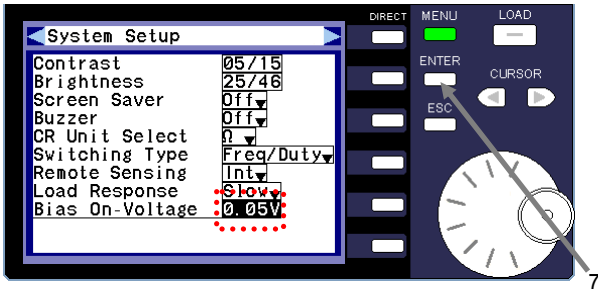 DIRECT MENU LOAD
System Setup
Contrast 05/15
Brightness 25/46
Screen Saver Off
Buzzer Off
CR Unit Select Ω
Switching Type Freq/Duty
Remote Sensing Int
Load Response Slow
Bias On-Voltage 0.05V
ENTER
CURSOR
ESC
7